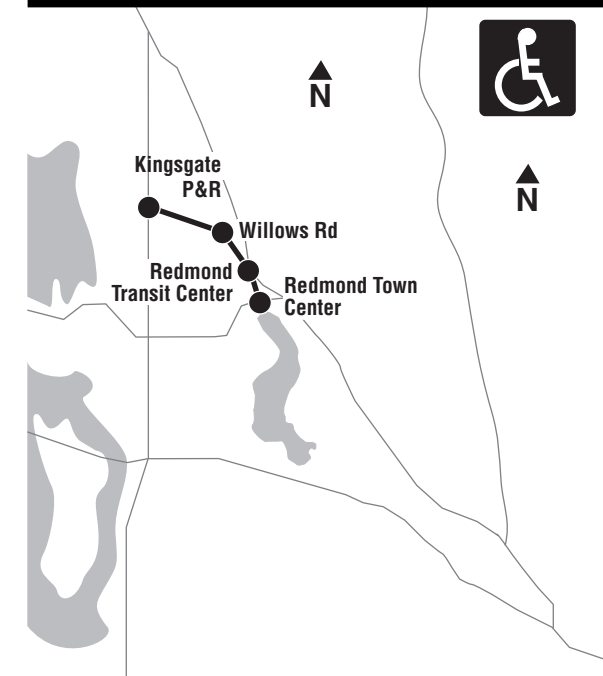 N
N
Kingsgate
P&R
Willows Rd
Redmond
Transit Center
Redmond Town
Center